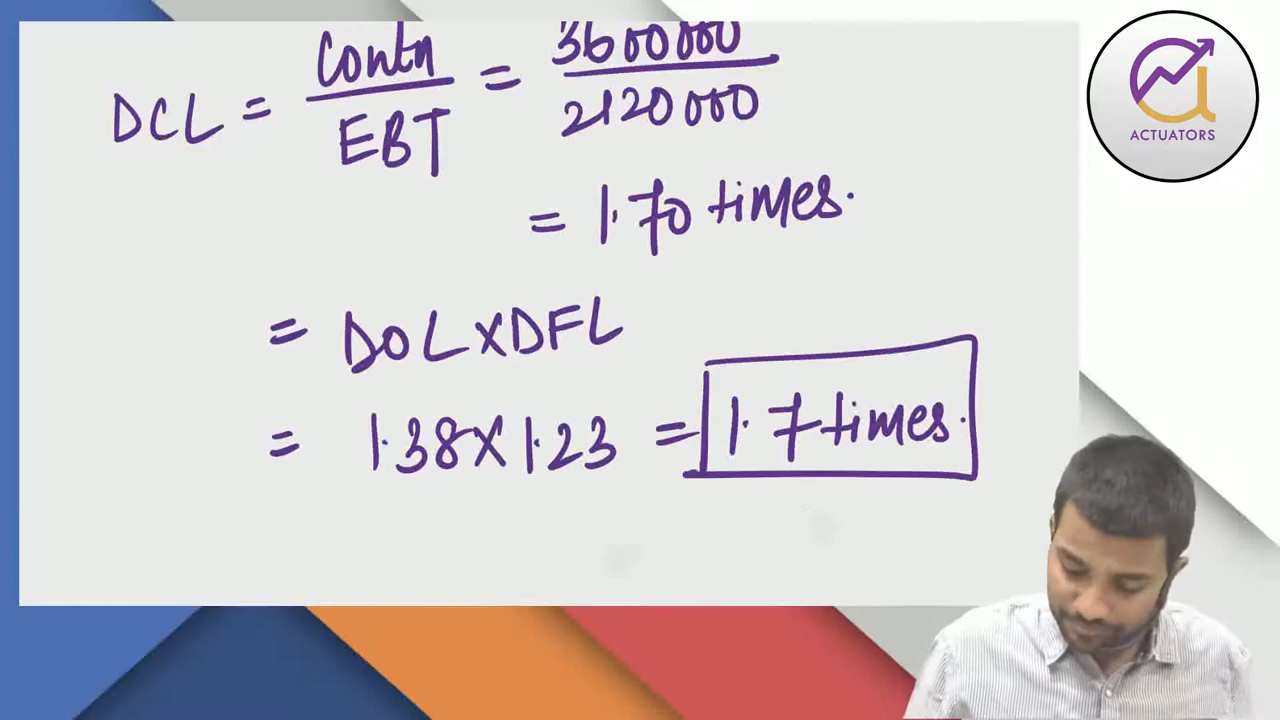 DCL = Contn / EBT = 3600000 / 2120000
= 1.70 times.
= DOL X DFL
= 1.38 X 1.23 = 1.7 times.
ACTUATORS